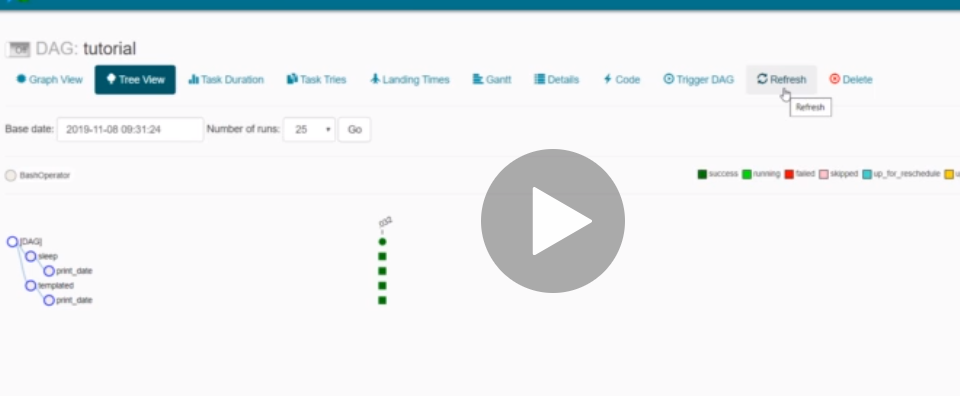 DAG: tutorial
Graph View Tree View Task Duration Task Tries Landing Times Gantt Details Code Trigger DAG Refresh Delete
Refresh
Base date: 2019-11-08 09:31:24 Number of runs: 25 Go
BashOperator success running failed skipped up_for_reschedule
[DAG]
sleep
print_date
templated
print_date